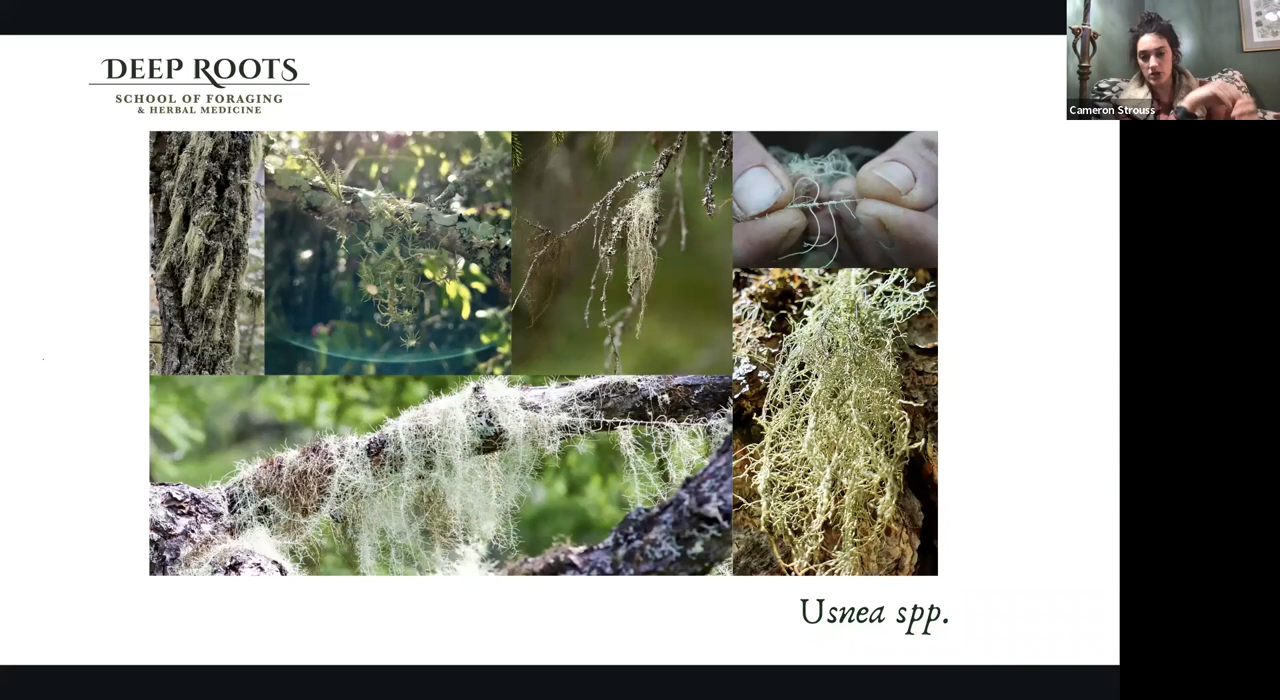 DEEP ROOTS
SCHOOL OF FORAGING
& HERBAL MEDICINE
Cameron Strouss
Usnea spp.